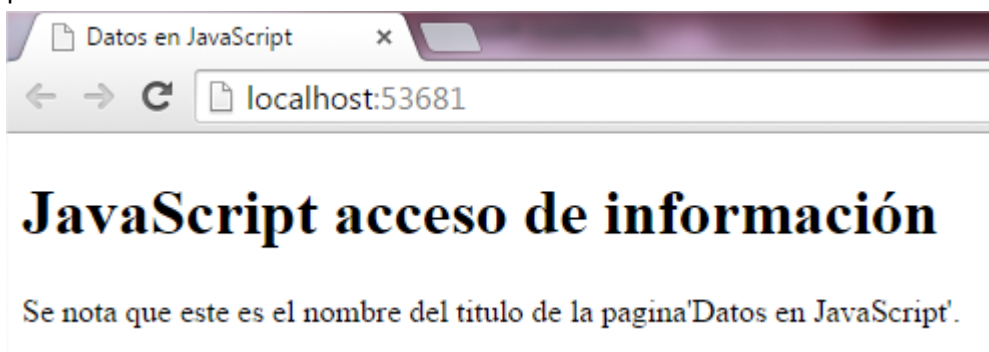 Datos en JavaScript
localhost:53681
JavaScript acceso de información
Se nota que este es el nombre del titulo de la pagina'Datos en JavaScript'.